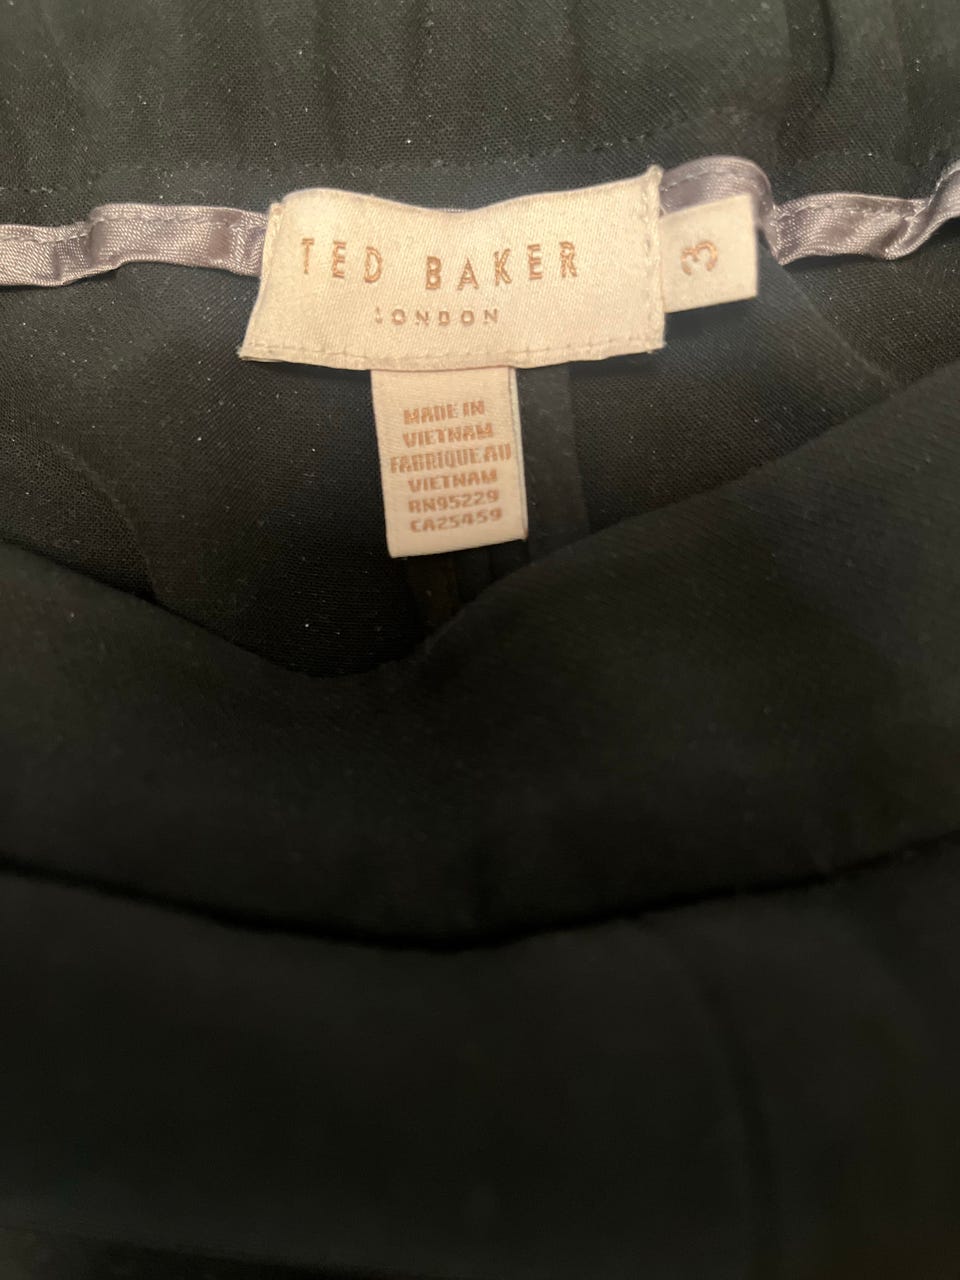 TED BAKER
LONDON
3
MADE IN
VIETNAM
FABRIQUE AU
VIETNAM
RN95229
CA25459